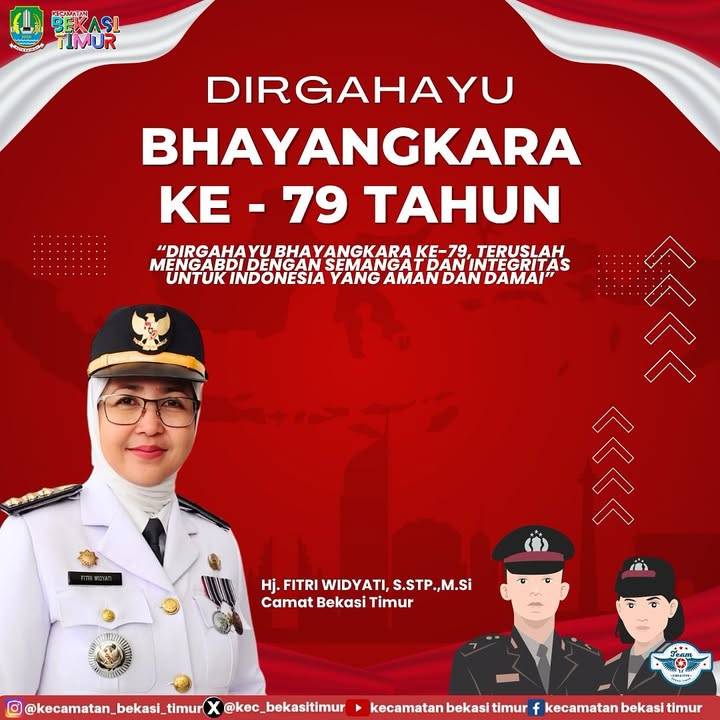 KECAMATAN
BEKASI
TIMUR
DIRGAHAYU
BHAYANGKARA
KE - 79 TAHUN
“DIRGAHAYU BHAYANGKARA KE-79, TERUSLAH
MENGABDI DENGAN SEMANGAT DAN INTEGRITAS
UNTUK INDONESIA YANG AMAN DAN DAMAI”
FITRI WIDYATI
Hj. FITRI WIDYATI, S.STP.,M.Si
Camat Bekasi Timur
Team
CREATIVE
@kecamatan_bekasi_timur @kec_bekasitimur kecamatan bekasi timur kecamatan bekasi timur